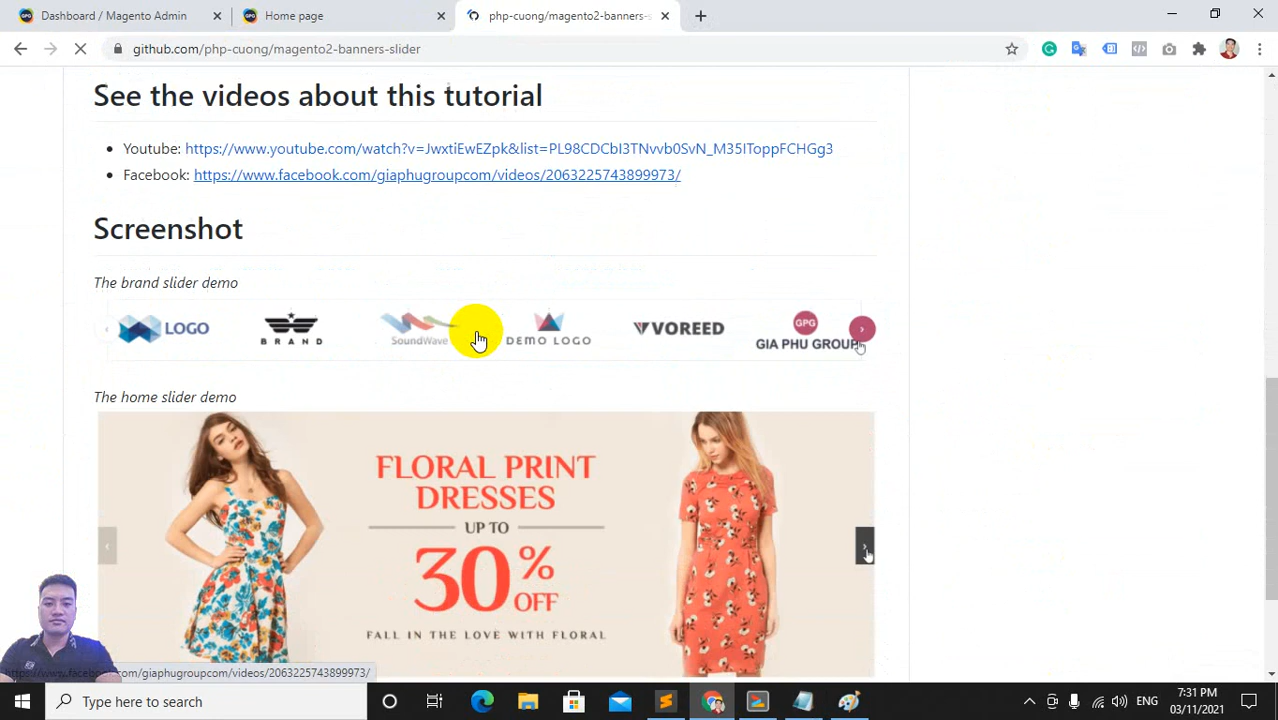 Dashboard / Magento Admin
Home page
php-cuong/magento2-banners-s
github.com/php-cuong/magento2-banners-slider
See the videos about this tutorial
Youtube: https://www.youtube.com/watch?v=JwxtiEwEZpk&list=PL98CDCbI3TNvvb0SvN_M35IToppFCHGg3
Facebook: https://www.facebook.com/giaphugroupcom/videos/2063225743899973/
Screenshot
The brand slider demo
LOGO
BRAND
SoundWave
DEMO LOGO
VOREED
GPG
GIA PHU GROUP
The home slider demo
FLORAL PRINT
DRESSES
UP TO
30% OFF
FALL IN THE LOVE WITH FLORAL
https://www.facebook.com/giaphugroupcom/videos/2063225743899973/
Type here to search
ENG
7:31 PM
03/11/2021